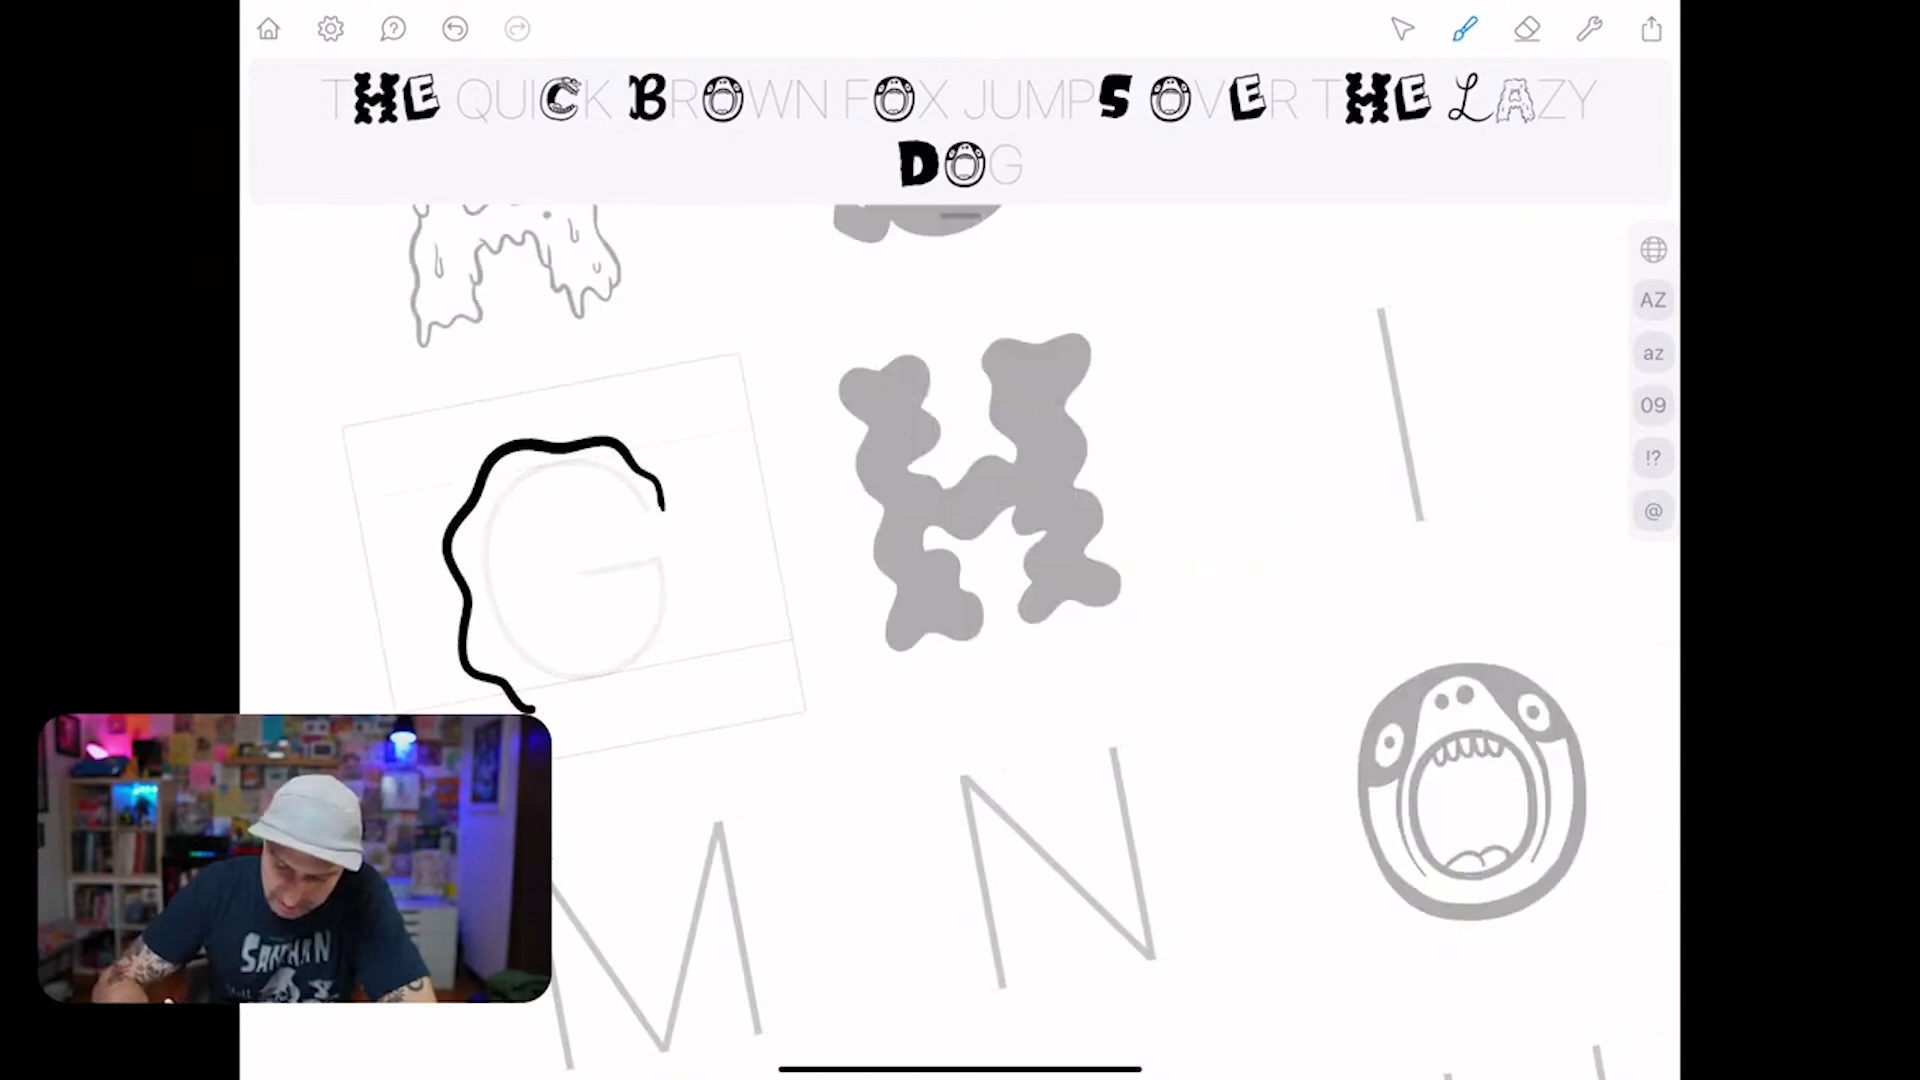 THE QUICK BROWN FOX JUMPS OVER THE LAZY
DOG
A
AZ
az
09
!?
@
G H I
M N O